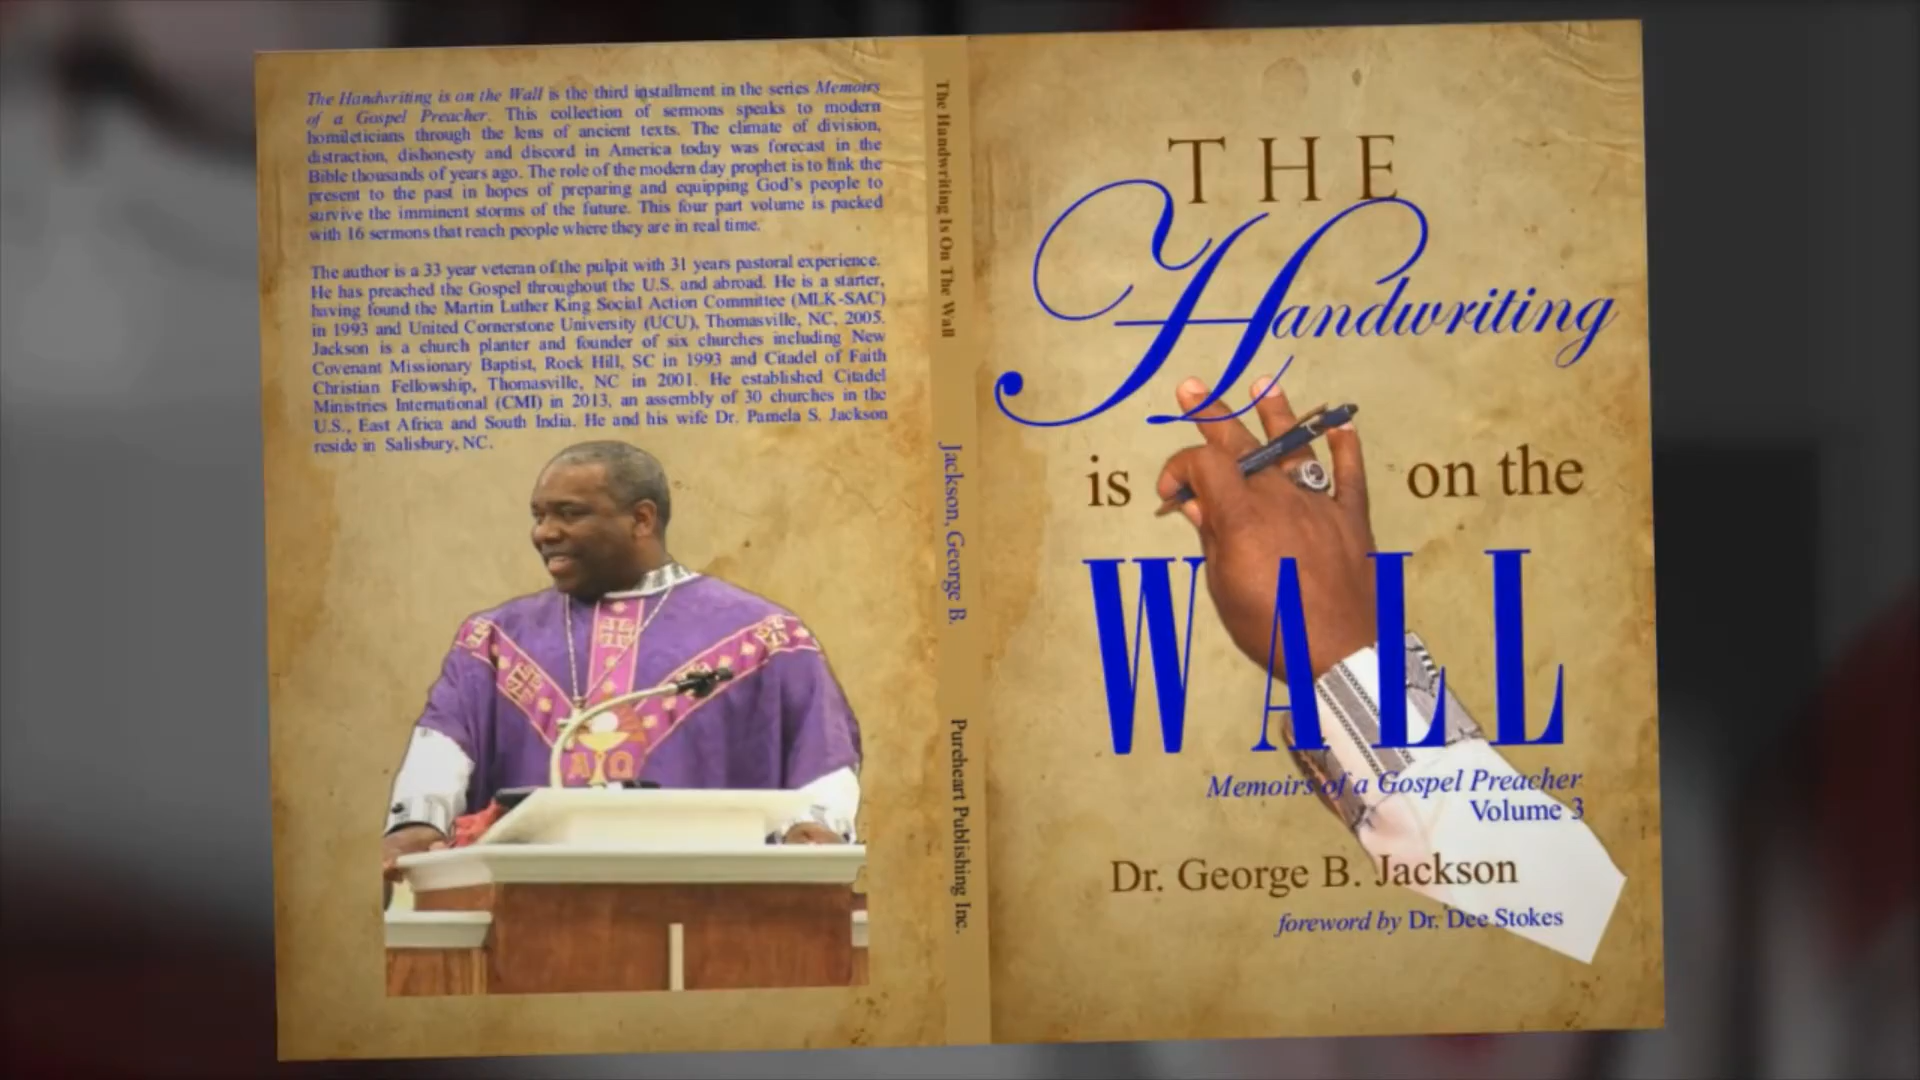 The Handwriting is on the Wall is the third installment in the series Memoirs
of a Gospel Preacher. This collection of sermons speaks to modern
homileticians through the lens of ancient texts. The climate of division,
distraction, dishonesty and discord in America today was forecast in the
Bible thousands of years ago. The role of the modern day prophet is to link the
present to the past in hopes of preparing and equipping God's people to
survive the imminent storms of the future. This four part volume is packed
with 16 sermons that reach people where they are in real time.
The author is a 33 year veteran of the pulpit with 31 years pastoral experience.
He has preached the Gospel throughout the U.S. and abroad. He is a starter,
having found the Martin Luther King Social Action Committee (MLK-SAC)
in 1993 and United Cornerstone University (UCU), Thomasville, NC, 2005.
Jackson is a church planter and founder of six churches including New
Covenant Missionary Baptist, Rock Hill, SC in 1993 and Citadel of Faith
Christian Fellowship, Thomasville, NC in 2001. He established Citadel
Ministries International (CMI) in 2013, an assembly of 30 churches in the
U.S., East Africa and South India. He and his wife Dr. Pamela S. Jackson
reside in Salisbury, NC.
ΑΩ
The Handwriting Is On The Wall
Jackson, George B.
Pureheart Publishing Inc.
THE
Handwriting
is on the
WALL
Memoirs of a Gospel Preacher
Volume 3
Dr. George B. Jackson
foreword by Dr. Dee Stokes